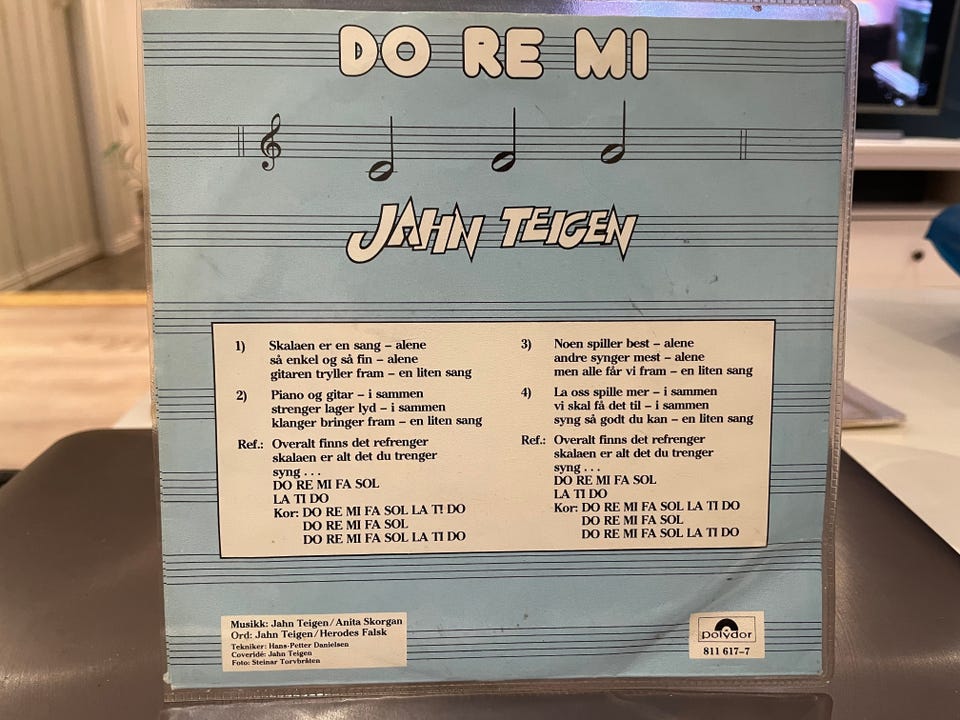 DO RE MI
JAHN TEIGEN
1) Skalaen er en sang – alene
så enkel og så fin – alene
gitaren tryller fram – en liten sang
2) Piano og gitar – i sammen
strenger lager lyd – i sammen
klanger bringer fram – en liten sang
Ref.: Overalt finns det refrenger
skalaen er alt det du trenger
syng . . .
DO RE MI FA SOL
LA TI DO
Kor: DO RE MI FA SOL LA TI DO
DO RE MI FA SOL
DO RE MI FA SOL LA TI DO
3) Noen spiller best – alene
andre synger mest – alene
men alle får vi fram – en liten sang
4) La oss spille mer – i sammen
vi skal få det til – i sammen
syng så godt du kan – en liten sang
Ref.: Overalt finns det refrenger
skalaen er alt det du trenger
syng . . .
DO RE MI FA SOL
LA TI DO
Kor: DO RE MI FA SOL LA TI DO
DO RE MI FA SOL
DO RE MI FA SOL LA TI DO
Musikk: Jahn Teigen/Anita Skorgan
Ord: Jahn Teigen/Herodes Falsk
Tekniker: Hans-Petter Danielsen
Coveridé: Jahn Teigen
Foto: Steinar Torvbråten
polydor
811 617-7